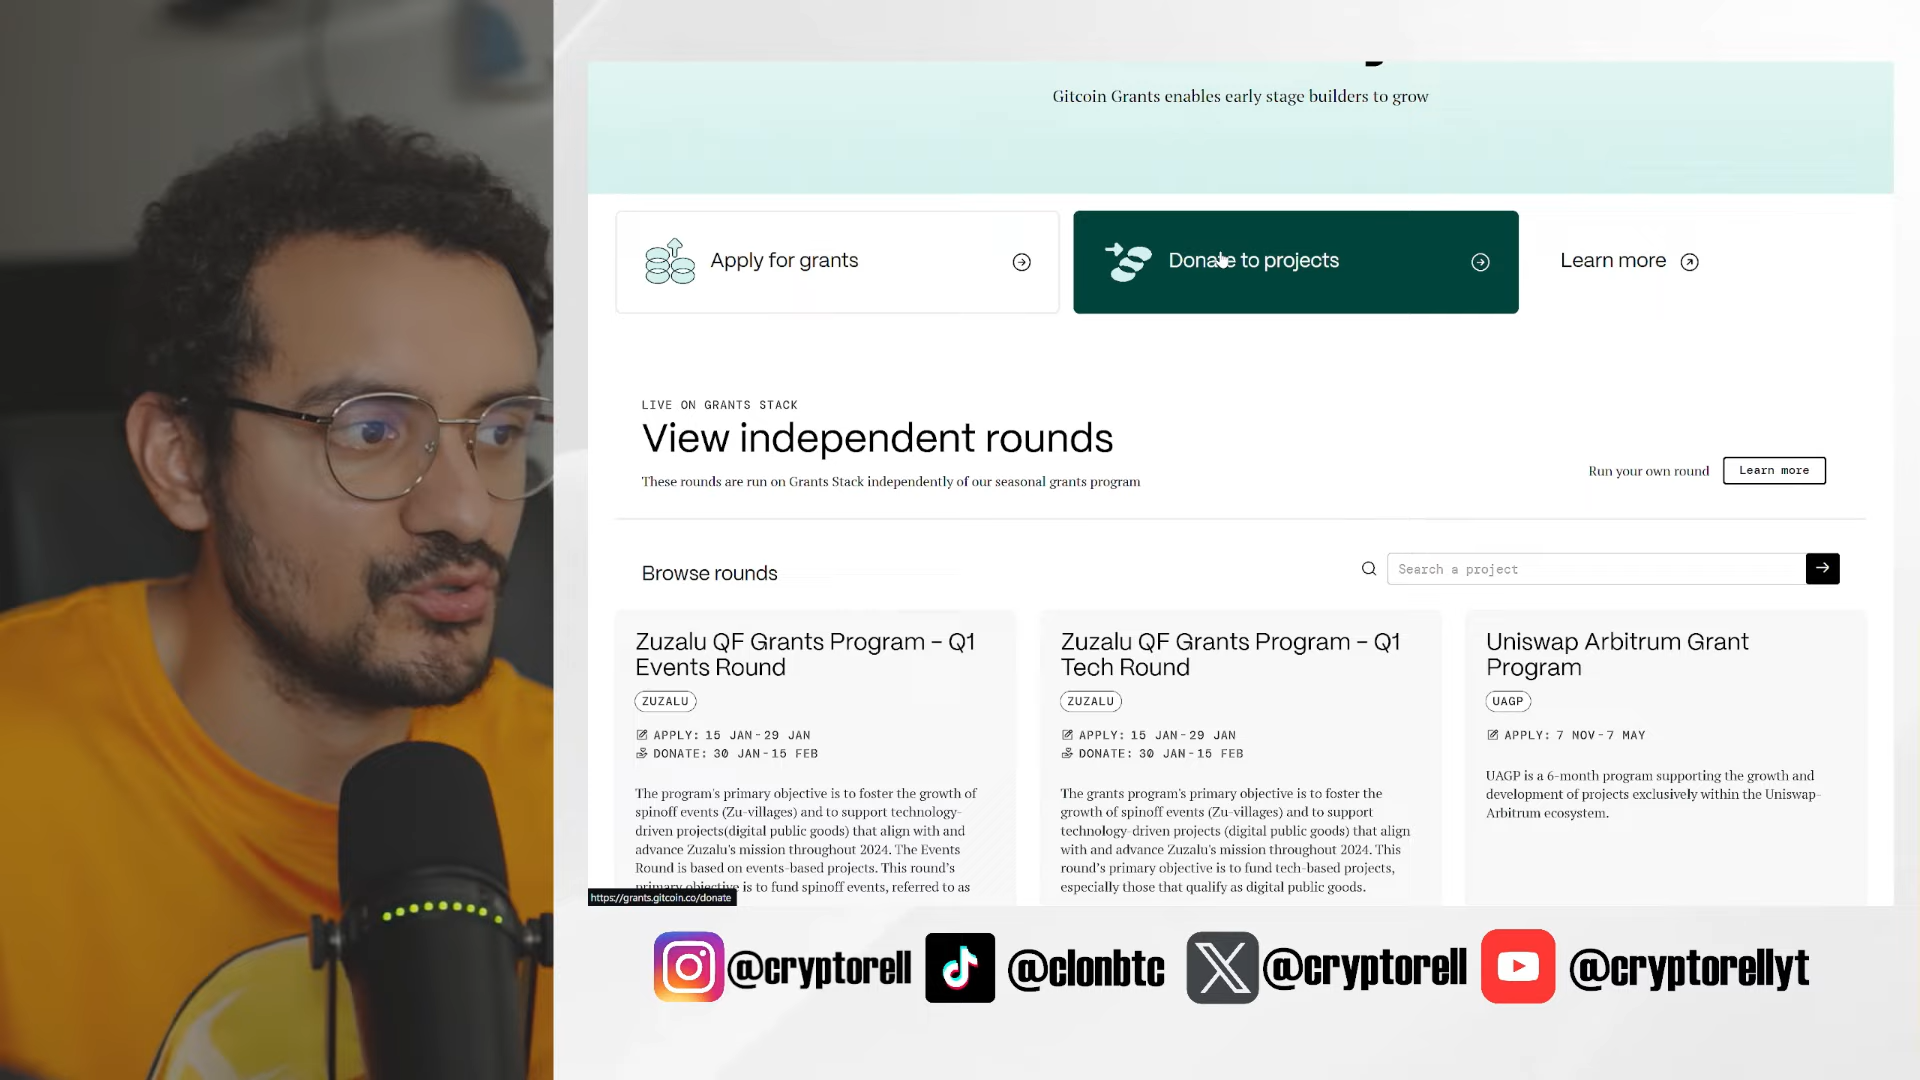 Gitcoin Grants enables early stage builders to grow
Apply for grants
Donate to projects
Learn more
LIVE ON GRANTS STACK
View independent rounds
These rounds are run on Grants Stack independently of our seasonal grants program
Run your own round
Learn more
Browse rounds
Search a project
Zuzalu QF Grants Program – Q1
Events Round
ZUZALU
APPLY: 15 JAN-29 JAN
DONATE: 30 JAN-15 FEB
The program's primary objective is to foster the growth of
spinoff events (Zu-villages) and to support technology-
driven projects(digital public goods) that align with and
advance Zuzalu's mission throughout 2024. The Events
Round is based on events-based projects. This round's
primary objective is to fund spinoff events, referred to as
Zuzalu QF Grants Program – Q1
Tech Round
ZUZALU
APPLY: 15 JAN-29 JAN
DONATE: 30 JAN-15 FEB
The grants program's primary objective is to foster the
growth of spinoff events (Zu-villages) and to support
technology-driven projects (digital public goods) that align
with and advance Zuzalu's mission throughout 2024. This
round's primary objective is to fund tech-based projects,
especially those that qualify as digital public goods.
Uniswap Arbitrum Grant
Program
UAGP
APPLY: 7 NOV-7 MAY
UAGP is a 6-month program supporting the growth and
development of projects exclusively within the Uniswap-
Arbitrum ecosystem.
https://grants.gitcoin.co/donate
@cryptorell
@clonbtc
@cryptorell
@cryptorellyt